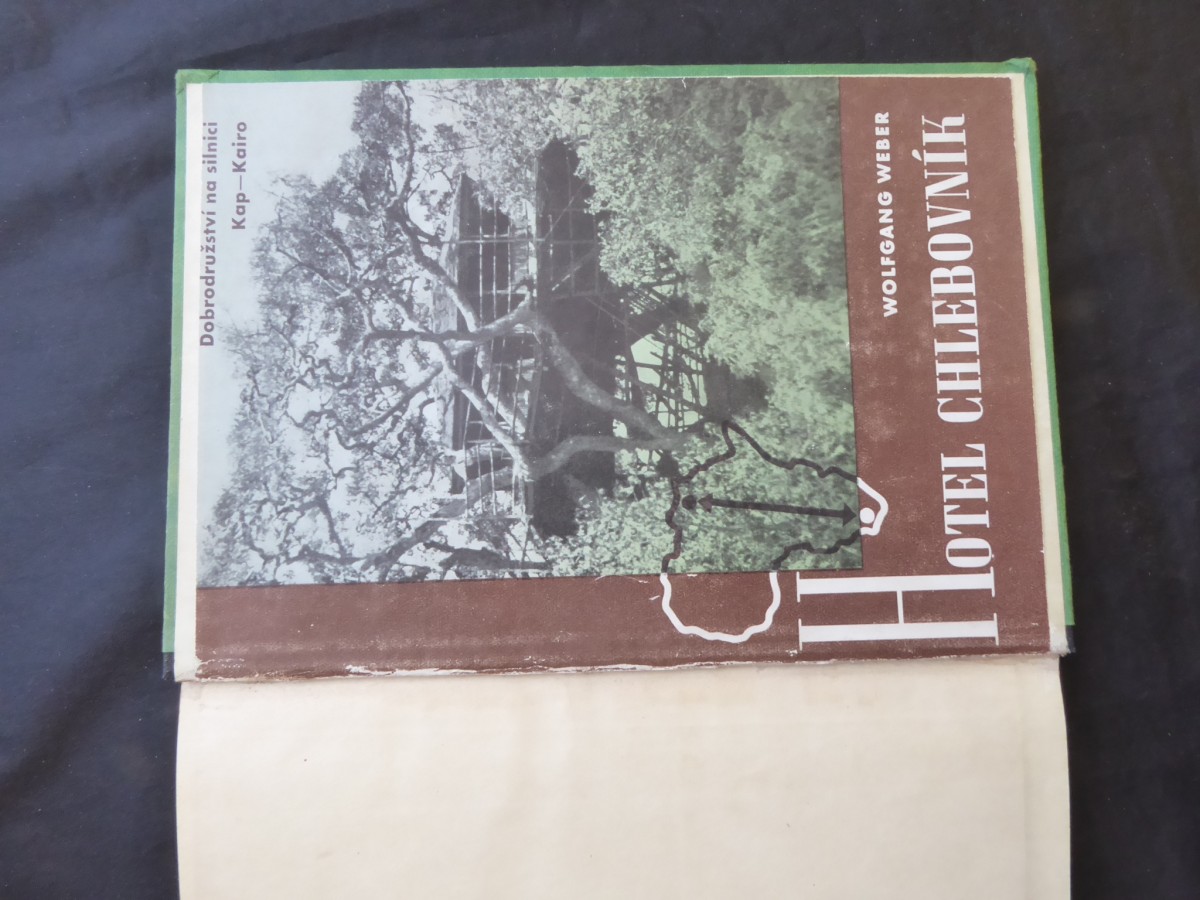 Dobrodružství na silnici
Kap—Kairo
WOLFGANG WEBER
HOTEL CHLEBOVNÍK